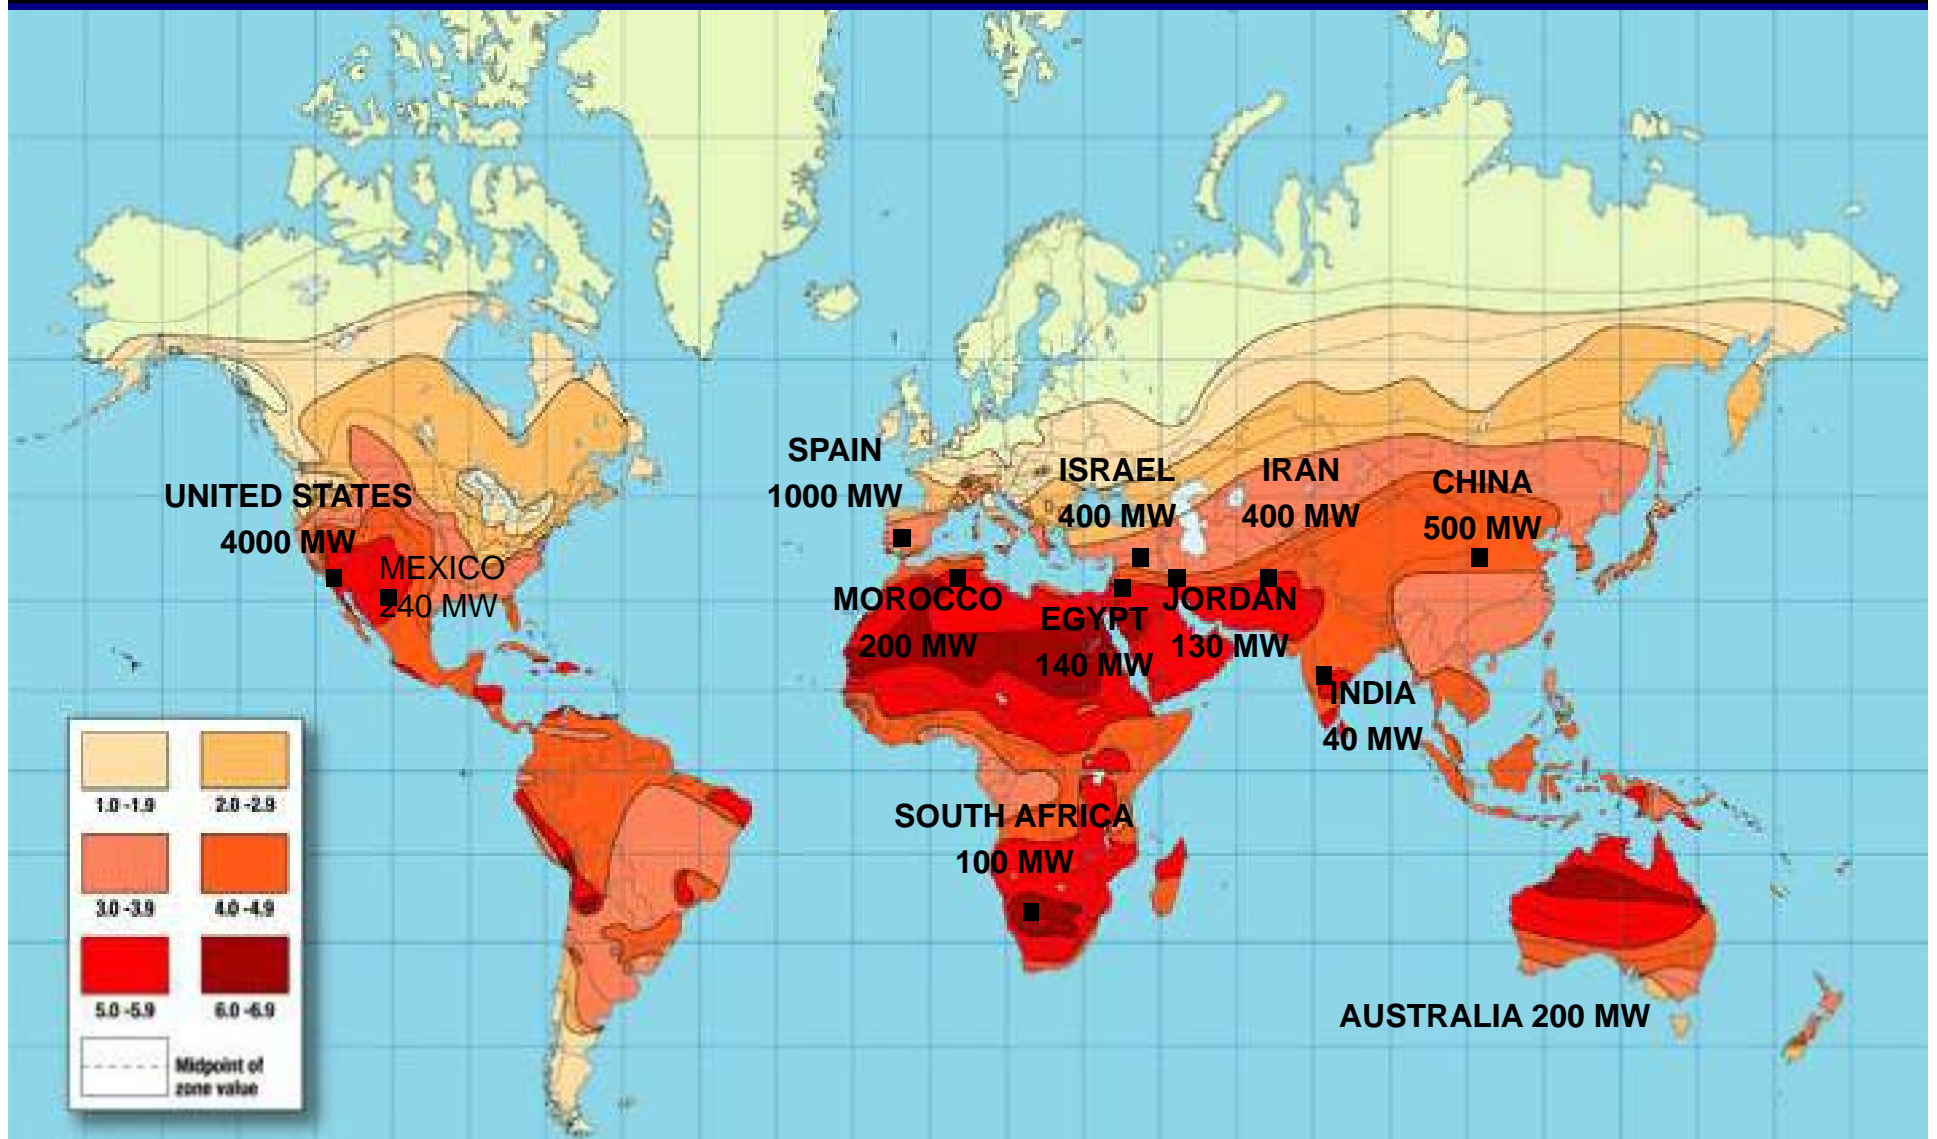 SPAIN
1000 MW
ISRAEL
400 MW
IRAN
400 MW
CHINA
500 MW
UNITED STATES
4000 MW
MEXICO
240 MW
MOROCCO
200 MW
EGYPT
140 MW
JORDAN
130 MW
INDIA
40 MW
SOUTH AFRICA
100 MW
AUSTRALIA 200 MW
1.0 -1.9
2.0 -2.9
3.0 -3.9
4.0 -4.9
5.0 -5.9
6.0 -6.9
Midpoint of
zone value